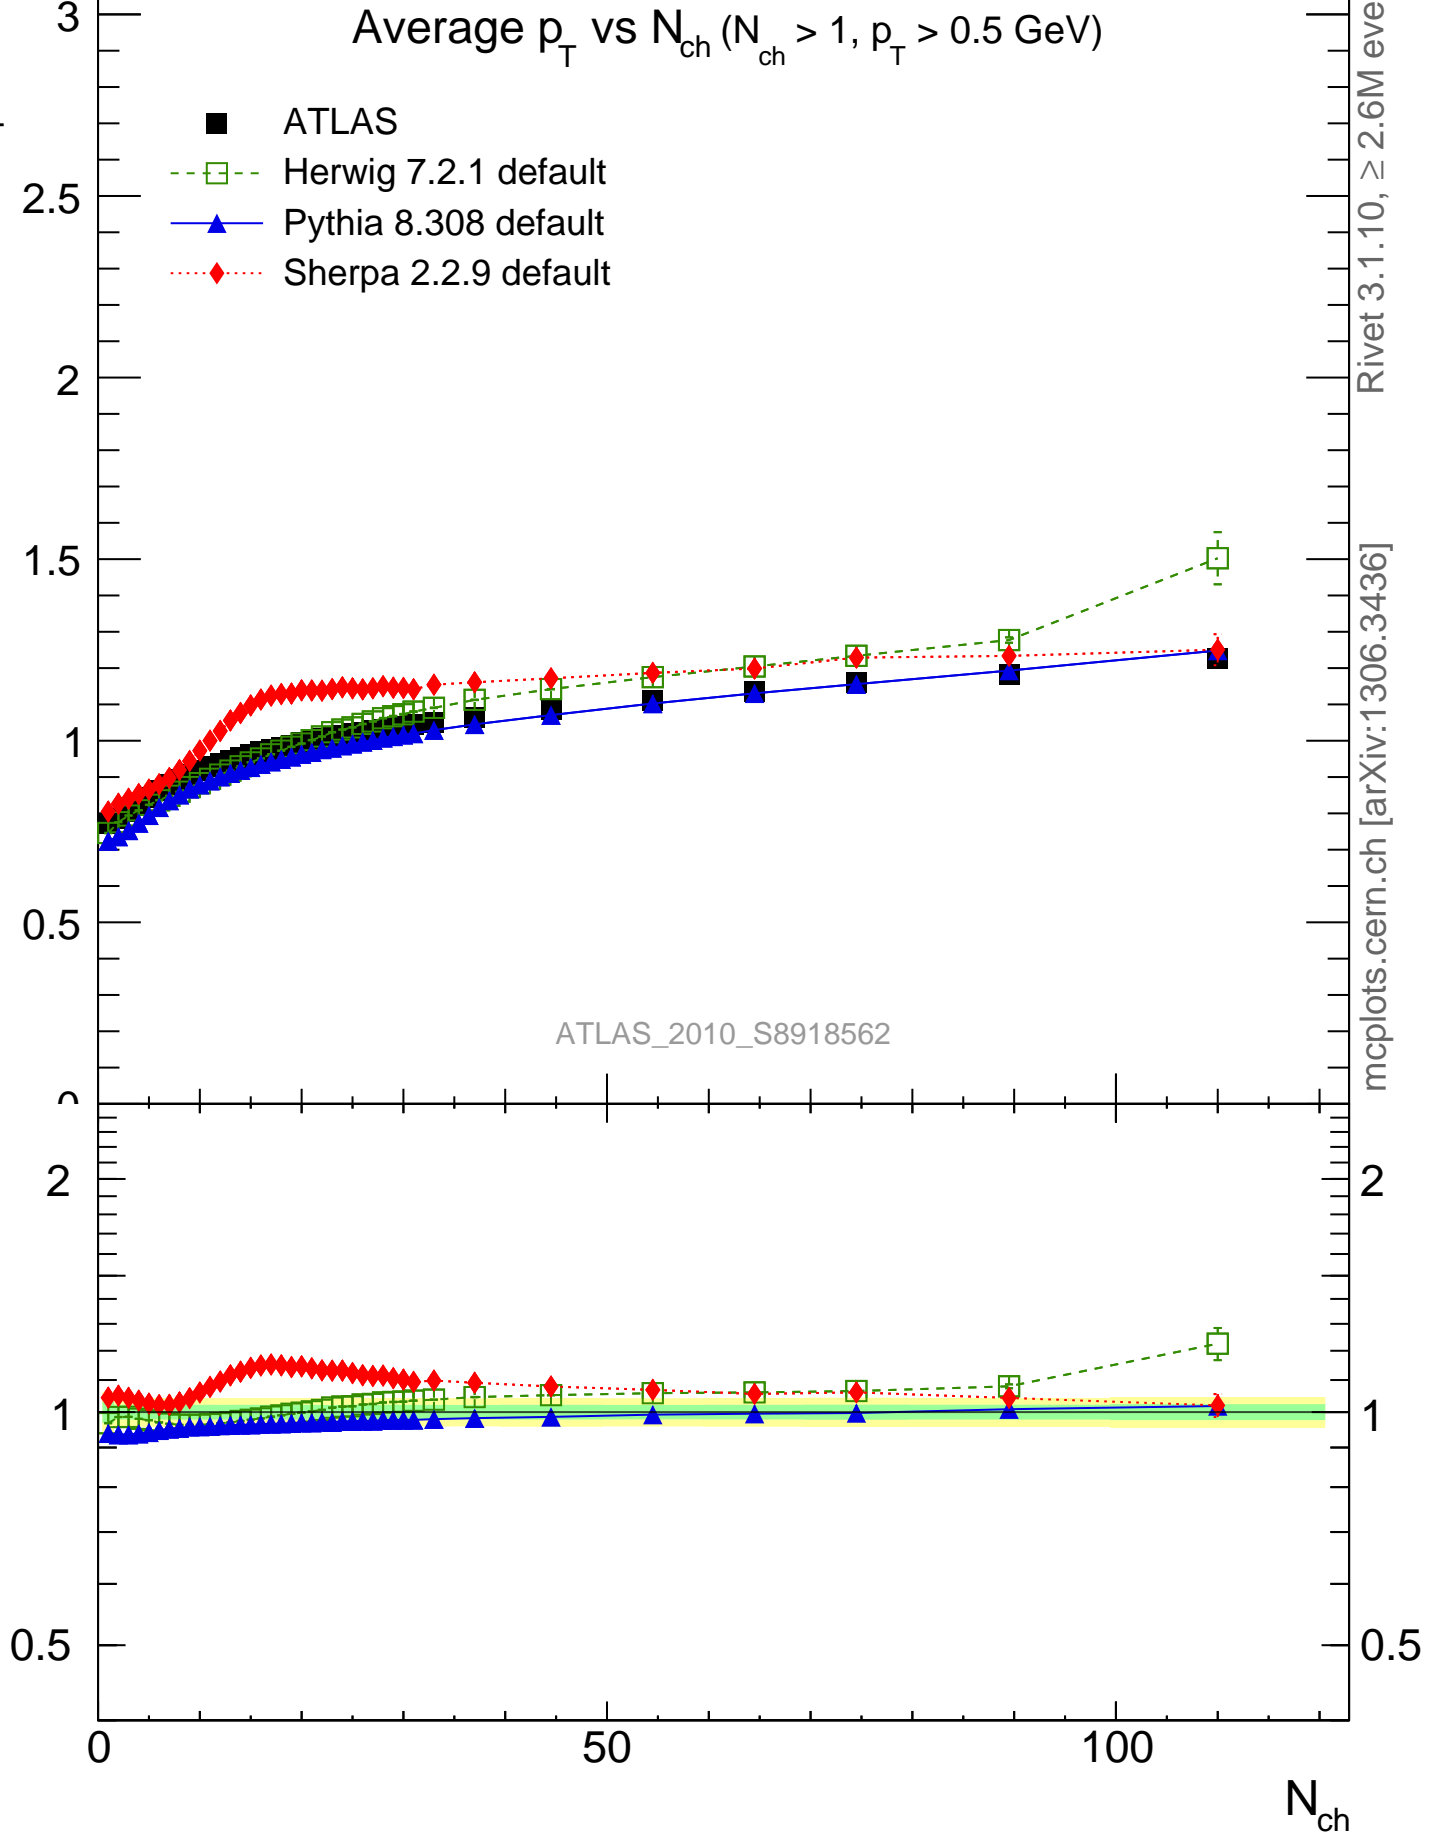 Average p_T vs N_ch (N_ch > 1, p_T > 0.5 GeV)
ATLAS
Herwig 7.2.1 default
Pythia 8.308 default
Sherpa 2.2.9 default
3
2.5
2
1.5
1
0.5
0
ATLAS_2010_S8918562
Rivet 3.1.10, ≥ 2.6M
mcplots.cern.ch [arXiv:1306.3436]
2
1
0.5
2
1
0.5
0
50
100
N_ch